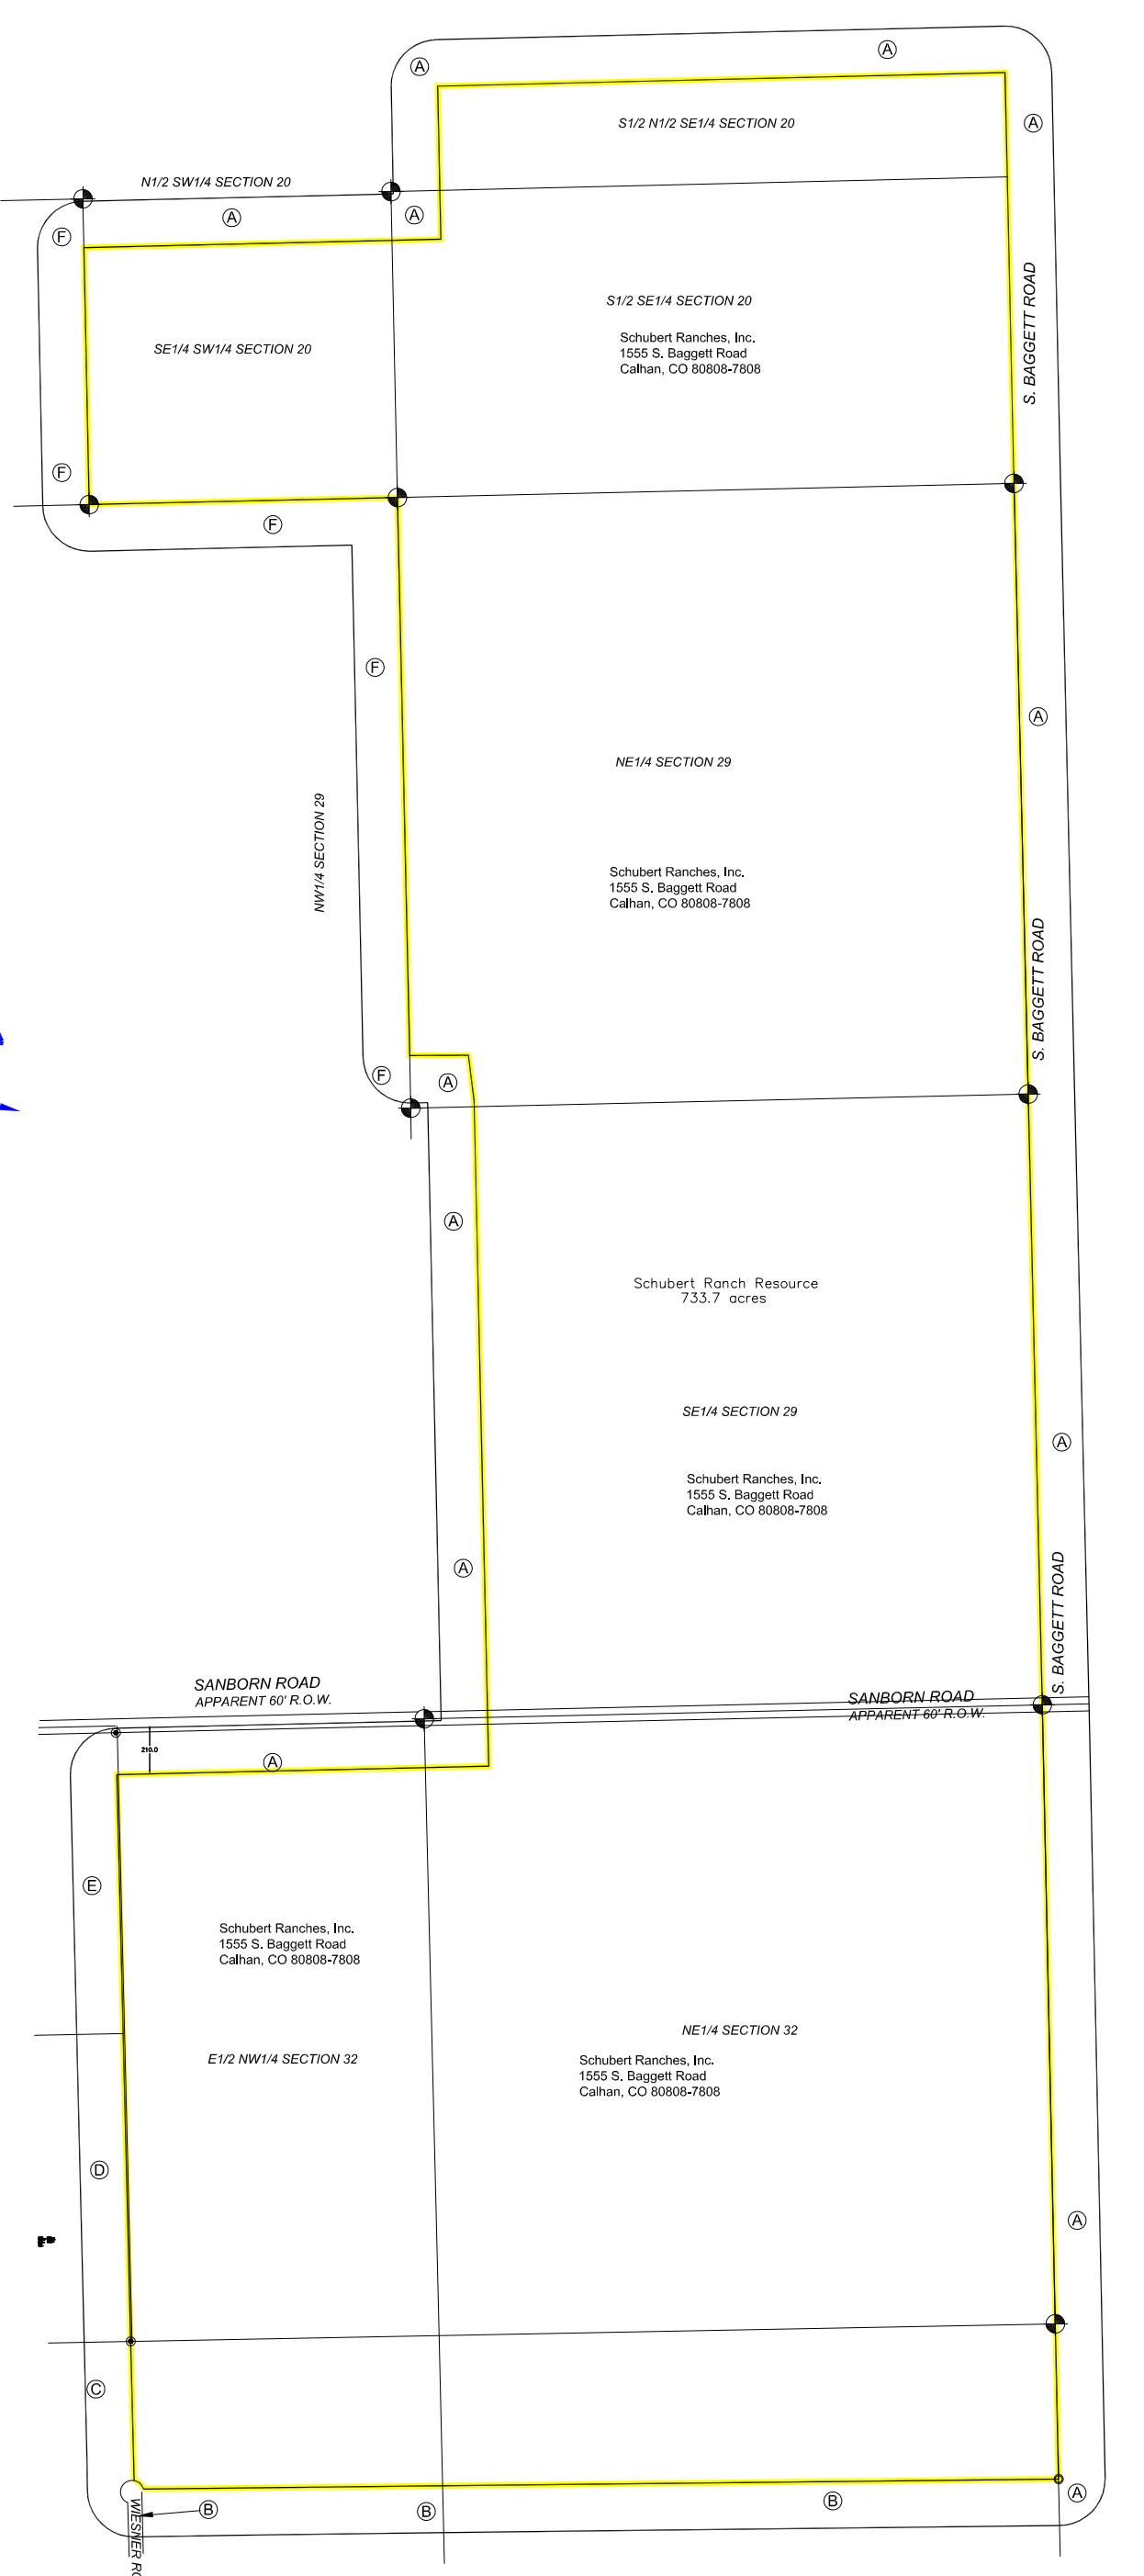 A
A
A
S1/2 N1/2 SE1/4 SECTION 20
N1/2 SW1/4 SECTION 20
A
A
F
S. BAGGETT ROAD
S1/2 SE1/4 SECTION 20
Schubert Ranches, Inc.
1555 S. Baggett Road
Calhan, CO 80808-7808
SE1/4 SW1/4 SECTION 20
F
F
F
A
NE1/4 SECTION 29
NW1/4 SECTION 29
Schubert Ranches, Inc.
1555 S. Baggett Road
Calhan, CO 80808-7808
S. BAGGETT ROAD
F
A
A
Schubert Ranch Resource
733.7 acres
SE1/4 SECTION 29
A
Schubert Ranches, Inc.
1555 S. Baggett Road
Calhan, CO 80808-7808
A
S. BAGGETT ROAD
SANBORN ROAD
APPARENT 60' R.O.W.
SANBORN ROAD
APPARENT 60' R.O.W.
210.0
A
E
Schubert Ranches, Inc.
1555 S. Baggett Road
Calhan, CO 80808-7808
NE1/4 SECTION 32
E1/2 NW1/4 SECTION 32
Schubert Ranches, Inc.
1555 S. Baggett Road
Calhan, CO 80808-7808
D
A
C
A
B
B
B
WIESNER